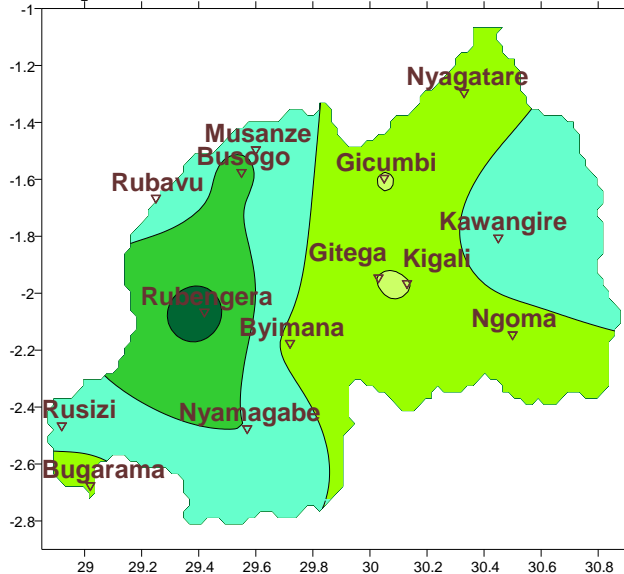 -1
-1.2
-1.4
-1.6
-1.8
-2
-2.2
-2.4
-2.6
-2.8
Nyagatare
Musanze
Busogo
Gicumbi
Rubavu
Kawangire
Gitega
Kigali
Rubengera
Ngoma
Byimana
Rusizi
Nyamagabe
Bugarama
29 29.2 29.4 29.6 29.8 30 30.2 30.4 30.6 30.8